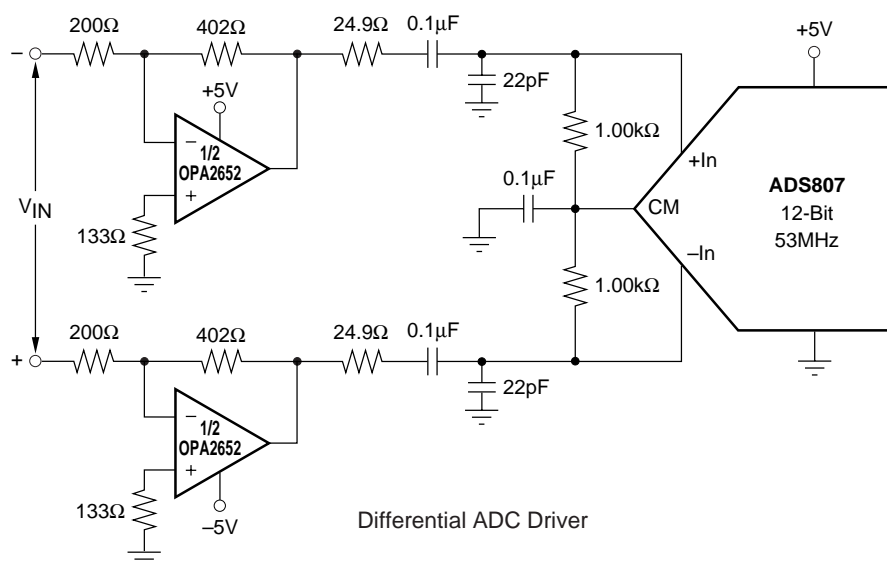 200Ω
402Ω
24.9Ω
0.1µF
+5V
–
+5V
22pF
1.00kΩ
–
1/2
OPA2652
+
+In
0.1µF
ADS807
VIN
CM
12-Bit
133Ω
53MHz
–In
1.00kΩ
200Ω
402Ω
24.9Ω
0.1µF
+
22pF
–
1/2
OPA2652
+
133Ω
–5V
Differential ADC Driver